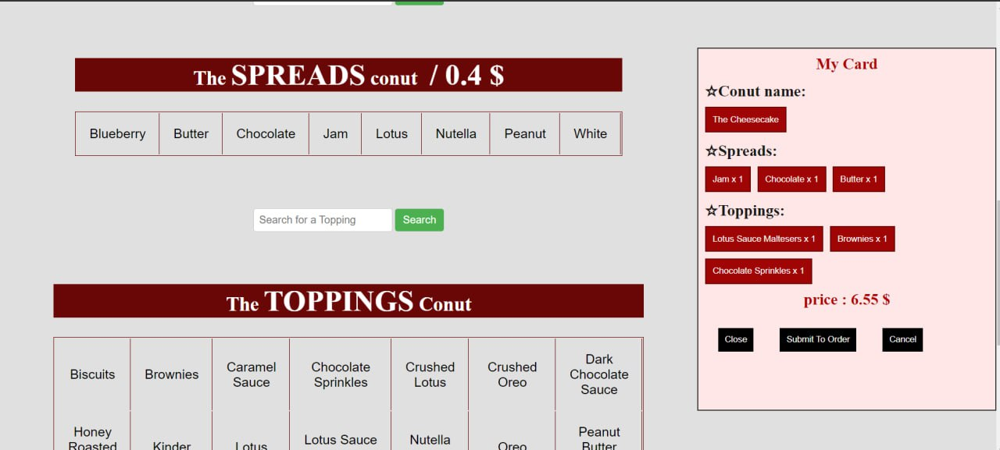 The SPREADS conut / 0.4 $
Blueberry Butter Chocolate Jam Lotus Nutella Peanut White
Search for a Topping Search
The TOPPINGS Conut
Biscuits Brownies Caramel Sauce Chocolate Sprinkles Crushed Lotus Crushed Oreo Dark Chocolate Sauce
Honey Roasted Kinder Lotus Lotus Sauce Nutella Oreo Peanut Butter
My Card
☆Conut name:
The Cheesecake
☆Spreads:
Jam x 1 Chocolate x 1 Butter x 1
☆Toppings:
Lotus Sauce Maltesers x 1 Brownies x 1
Chocolate Sprinkles x 1
price : 6.55 $
Close Submit To Order Cancel